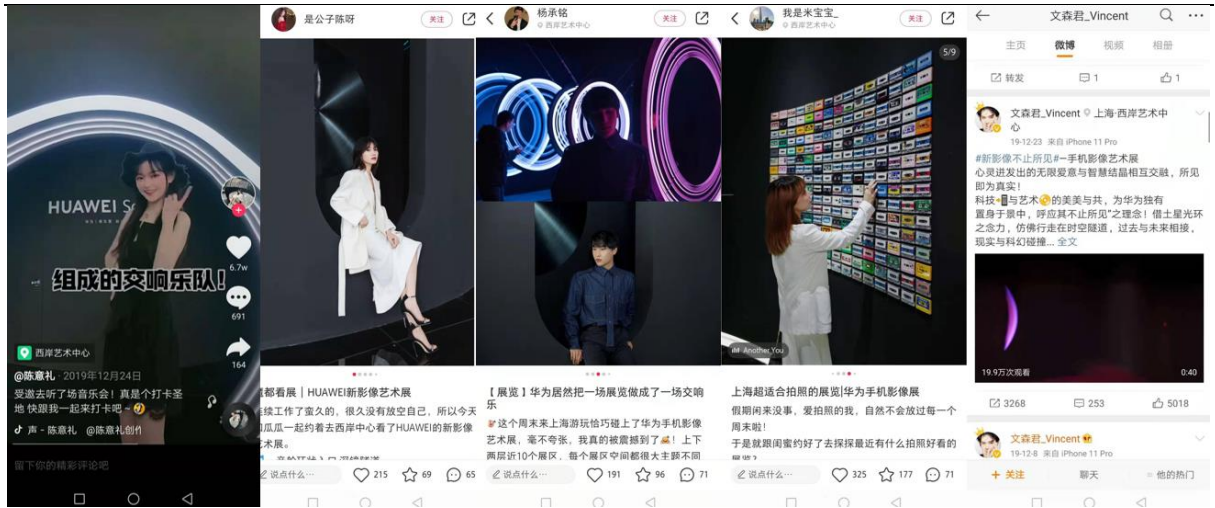 HUAWEI
组成的交响乐队!
6.7w
691
164
西岸艺术中心
@陈意礼 · 2019年12月24日
受邀去听了场音乐会！真是个打卡圣
地 快跟我一起来打卡吧~
声 - 陈意礼 @陈意礼创作
留下你的精彩评论吧
是公子陈呀
关注
都看展｜HUAWEI新影像艺术展
续工作了蛮久的，很久没有放空自己，所以今天
瓜瓜一起约着去西岸中心看了HUAWEI的新影像
艺术展。
说点什么…
215
69
65
杨承铭
西岸艺术中心
关注
【 展览 】华为居然把一场展览做成了一场交响
乐
这个周末来上海游玩恰巧碰上了华为手机影像
艺术展，毫不夸张，我真的被震撼到了！上下
两层近10个展区，每个展区空间都很大主题不同
说点什么…
191
96
71
我是米宝宝_
西岸艺术中心
关注
5/9
Another You
上海超适合拍照的展览|华为手机影像展
假期闲来没事，爱拍照的我，自然不会放过每一个
周末啦！
于是就跟闺蜜约好了去探探最近有什么拍照好看的
展览？
说点什么…
325
177
71
文森君_Vincent
主页
微博
视频
相册
转发
1
1
文森君_Vincent 上海·西岸艺术中
心
19-12-23 来自 iPhone 11 Pro
#新影像不止所见#一手机影像艺术展
心灵迸发出的无限爱意与智慧结晶相互交融，所见
即为真实！
科技+与艺术的美美与共，为华为独有
置身于景中，呼应其不止所见"之理念！借土星光环
之念力，仿佛行走在时空隧道，过去与未来相接，
现实与科幻碰撞... 全文
19.9万次观看
0:40
3268
253
5018
文森君_Vincent
19-12-8 来自 iPhone 11 Pro
+ 关注
聊天
他的热门